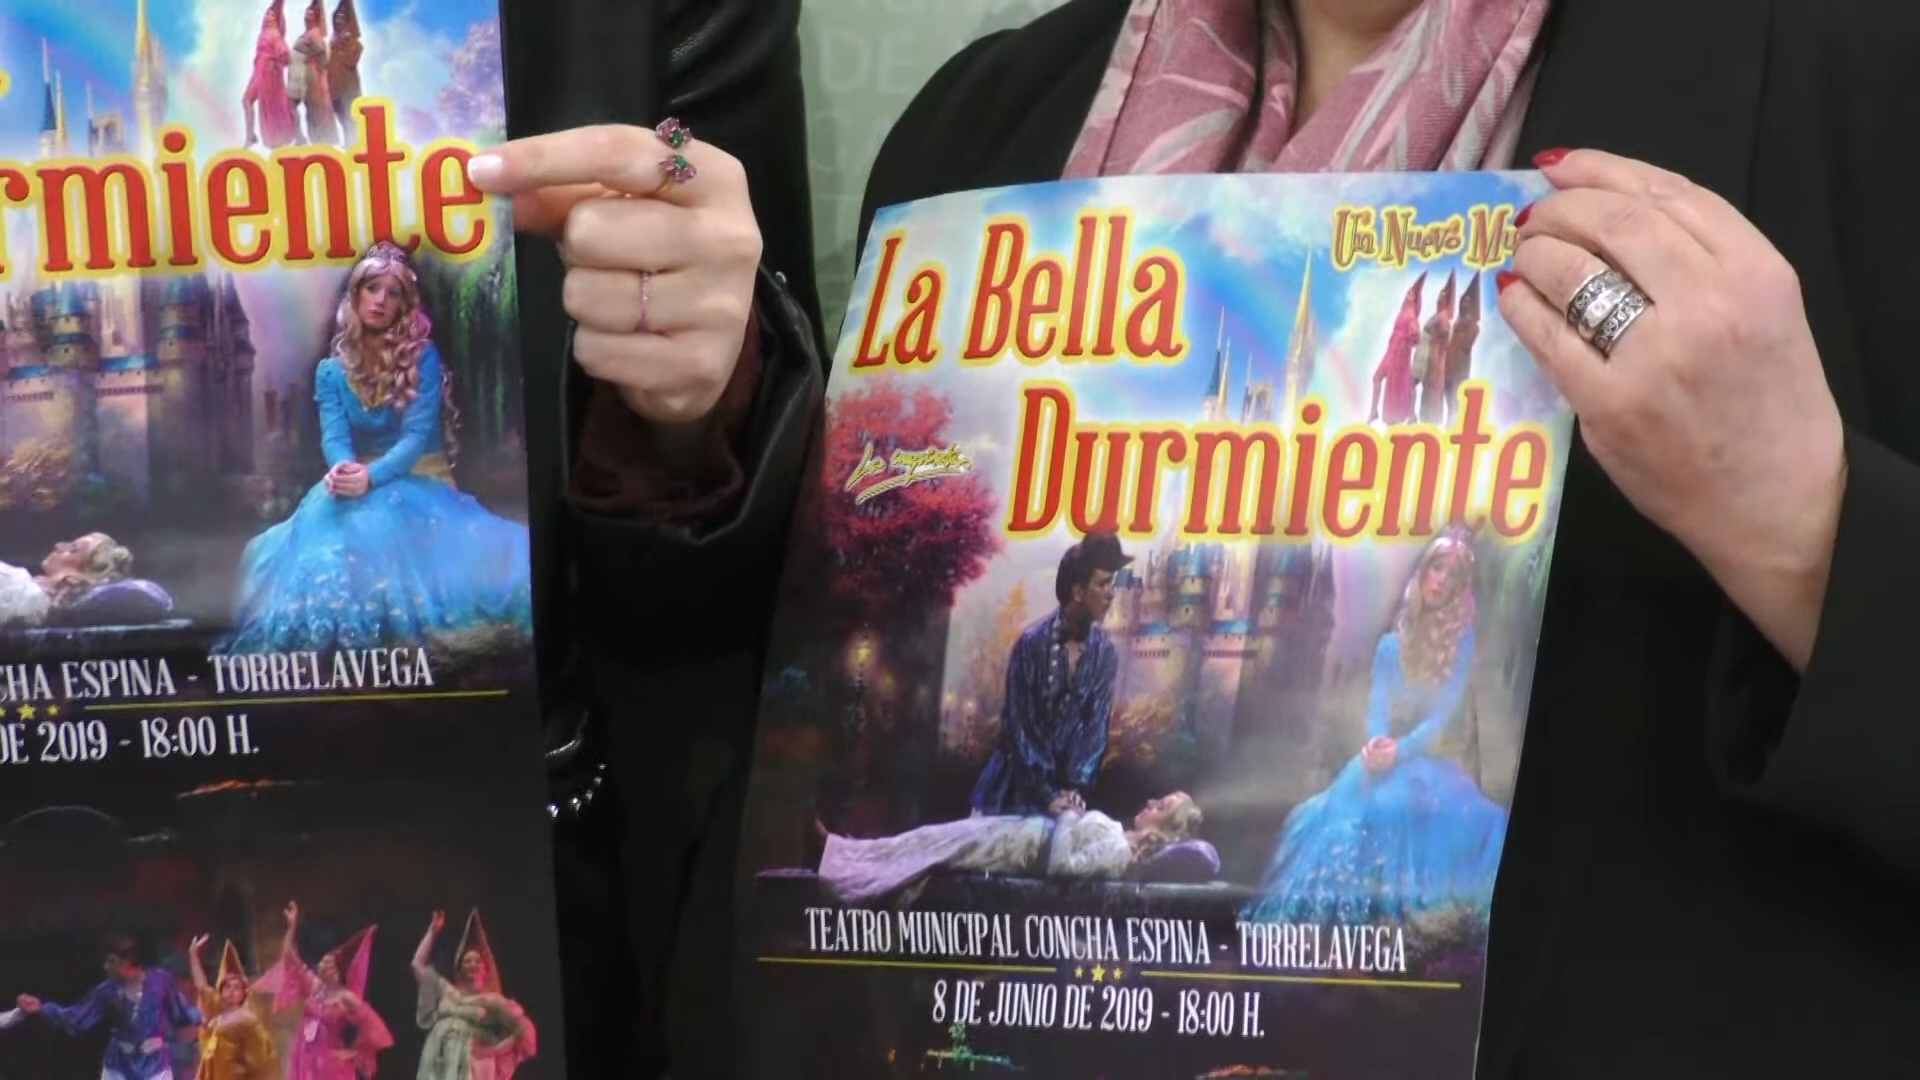 rmiente
CHA ESPINA - TORRELAVEGA
DE 2019 - 18:00 H.
DE
Un Nuevo Mu
La Bella
Durmiente
TEATRO MUNICIPAL CONCHA ESPINA - TORRELAVEGA
8 DE JUNIO DE 2019 - 18:00 H.